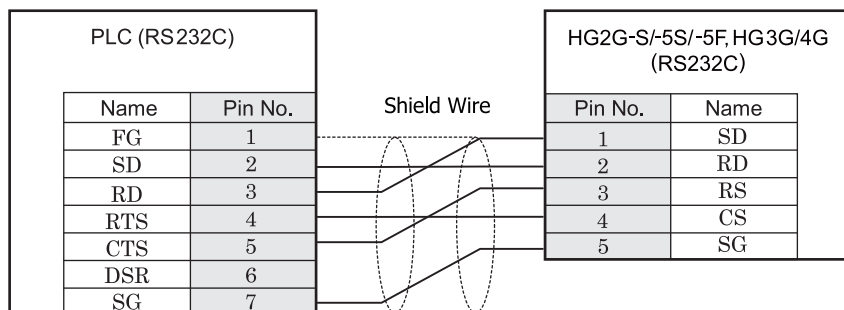 PLC (RS232C)
HG2G-S/-5S/-5F, HG3G/4G
(RS232C)
Shield Wire
Name Pin No.
FG 1
SD 2
RD 3
RTS 4
CTS 5
DSR 6
SG 7
Pin No. Name
1 SD
2 RD
3 RS
4 CS
5 SG